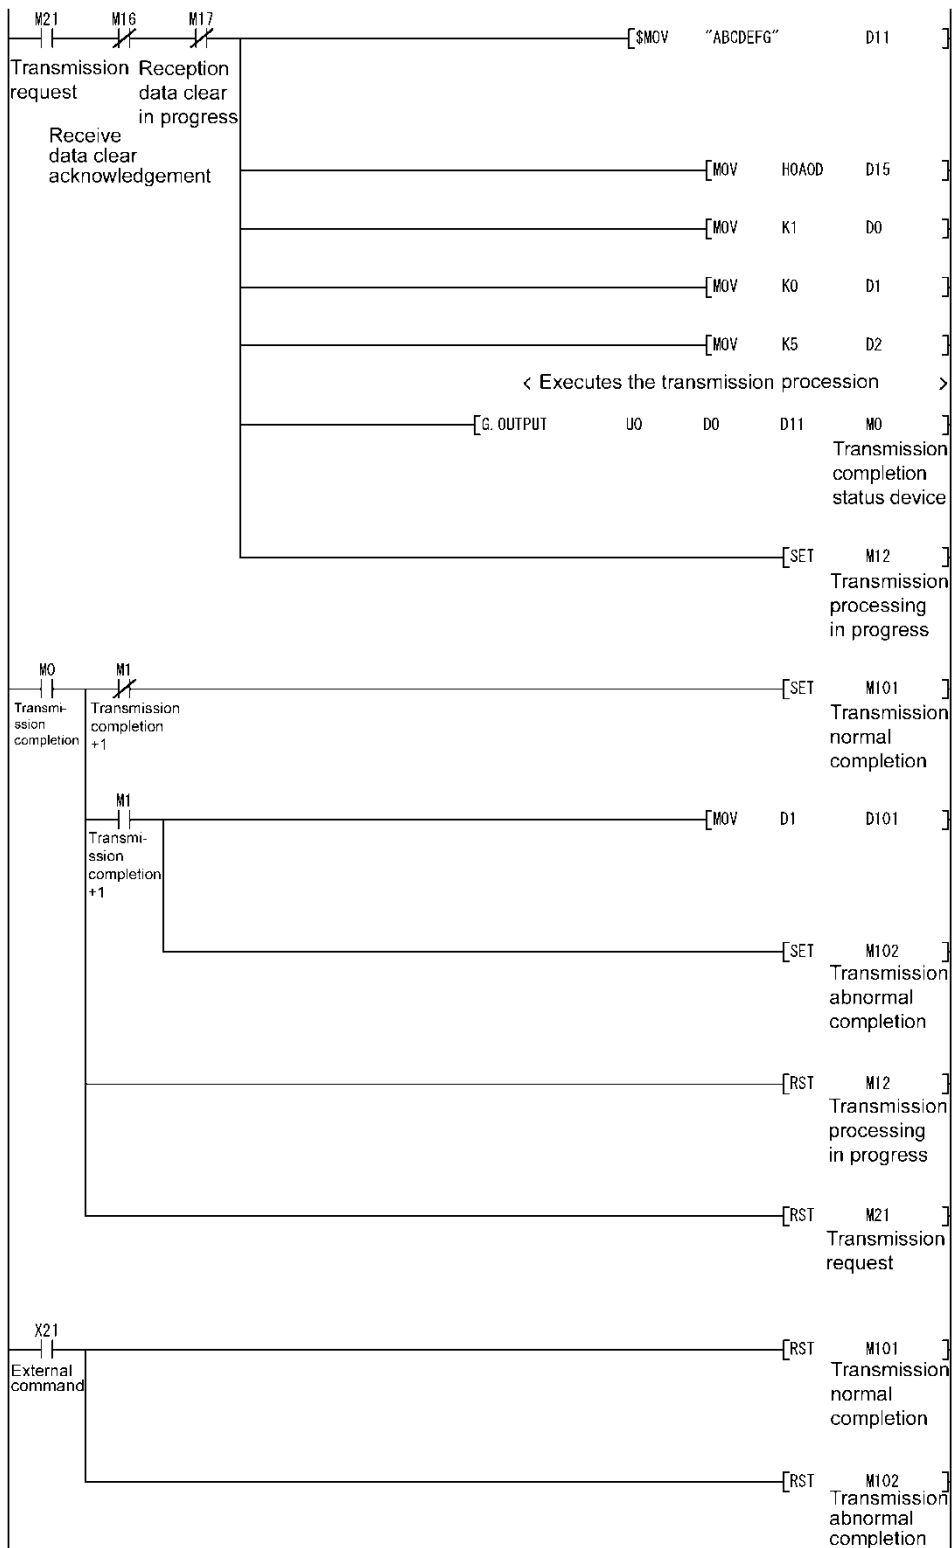 M21 M16 M17
[$MOV "ABCDEFG" D11 ]
Transmission
request
Reception
data clear
in progress
Receive
data clear
acknowledgement
[MOV H0A0D D15 ]
[MOV K1 D0 ]
[MOV K0 D1 ]
[MOV K5 D2 ]
< Executes the transmission procession >
[G.OUTPUT U0 D0 D11 M0 ]
Transmission
completion
status device
[SET M12 ]
Transmission
processing
in progress
M0 M1
[SET M101 ]
Transmi-
ssion
completion
Transmission
completion
+1
Transmission
normal
completion
M1
[MOV D1 D101 ]
Transmi-
ssion
completion
+1
[SET M102 ]
Transmission
abnormal
completion
[RST M12 ]
Transmission
processing
in progress
[RST M21 ]
Transmission
request
X21
[RST M101 ]
External
command
Transmission
normal
completion
[RST M102 ]
Transmission
abnormal
completion